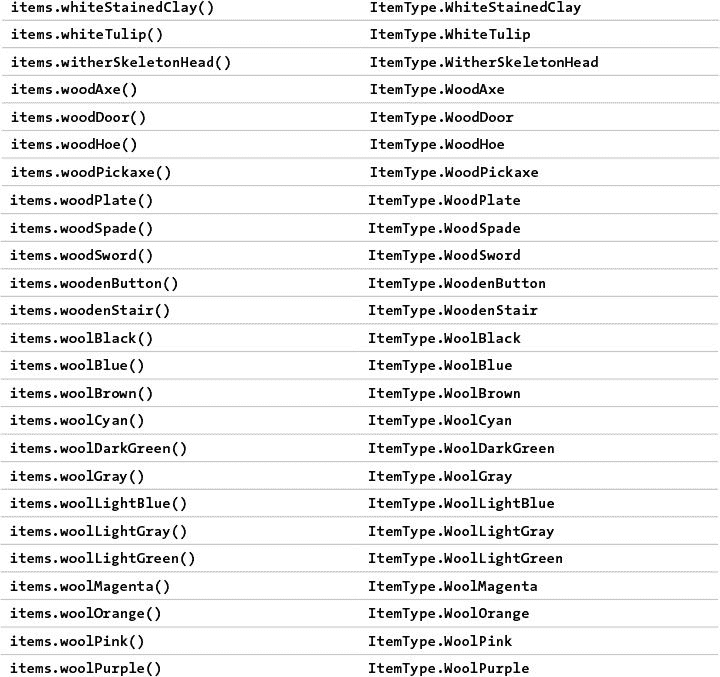 items.whiteStainedClay() ItemType.WhiteStainedClay
items.whiteTulip() ItemType.WhiteTulip
items.witherSkeletonHead() ItemType.WitherSkeletonHead
items.woodAxe() ItemType.WoodAxe
items.woodDoor() ItemType.WoodDoor
items.woodHoe() ItemType.WoodHoe
items.woodPickaxe() ItemType.WoodPickaxe
items.woodPlate() ItemType.WoodPlate
items.woodSpade() ItemType.WoodSpade
items.woodSword() ItemType.WoodSword
items.woodenButton() ItemType.WoodenButton
items.woodenStair() ItemType.WoodenStair
items.woolBlack() ItemType.WoolBlack
items.woolBlue() ItemType.WoolBlue
items.woolBrown() ItemType.WoolBrown
items.woolCyan() ItemType.WoolCyan
items.woolDarkGreen() ItemType.WoolDarkGreen
items.woolGray() ItemType.WoolGray
items.woolLightBlue() ItemType.WoolLightBlue
items.woolLightGray() ItemType.WoolLightGray
items.woolLightGreen() ItemType.WoolLightGreen
items.woolMagenta() ItemType.WoolMagenta
items.woolOrange() ItemType.WoolOrange
items.woolPink() ItemType.WoolPink
items.woolPurple() ItemType.WoolPurple